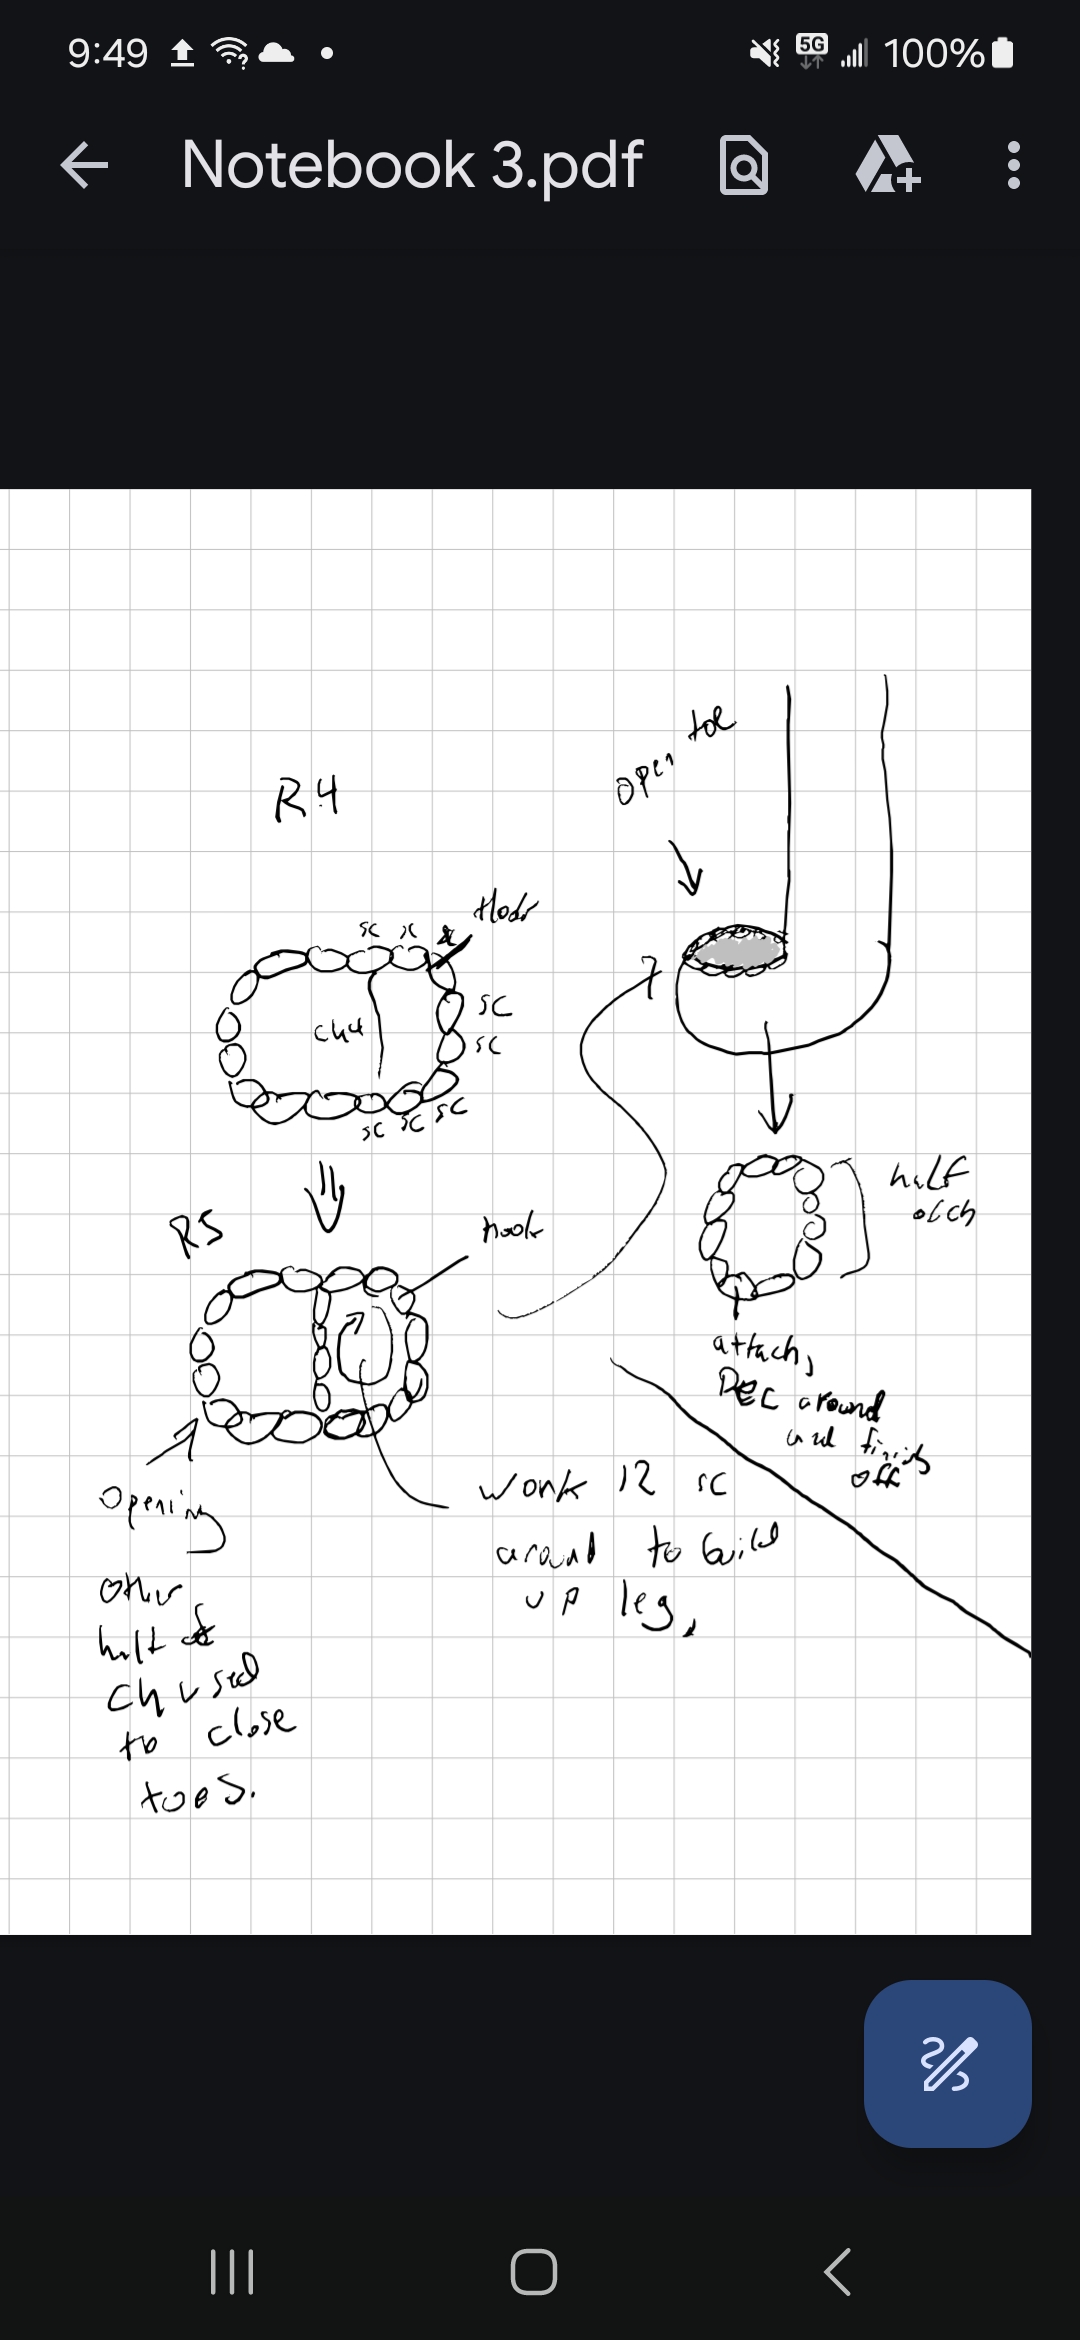 9:49
5G
100%
Notebook 3.pdf
open toe
R4
sc
sc
sc
ch4
sc
sc
sc
sc
R5
hook
half
of ch
attach,
DEC around
and finish
off
Opening
work 12 sc
around to build
up leg,
other
half of
ch used
to close
toes.